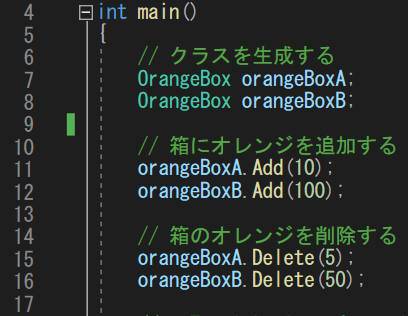 4 int main()
5 {
6 // クラスを生成する
7 OrangeBox orangeBoxA;
8 OrangeBox orangeBoxB;
9
10 // 箱にオレンジを追加する
11 orangeBoxA.Add(10);
12 orangeBoxB.Add(100);
13
14 // 箱のオレンジを削除する
15 orangeBoxA.Delete(5);
16 orangeBoxB.Delete(50);
17